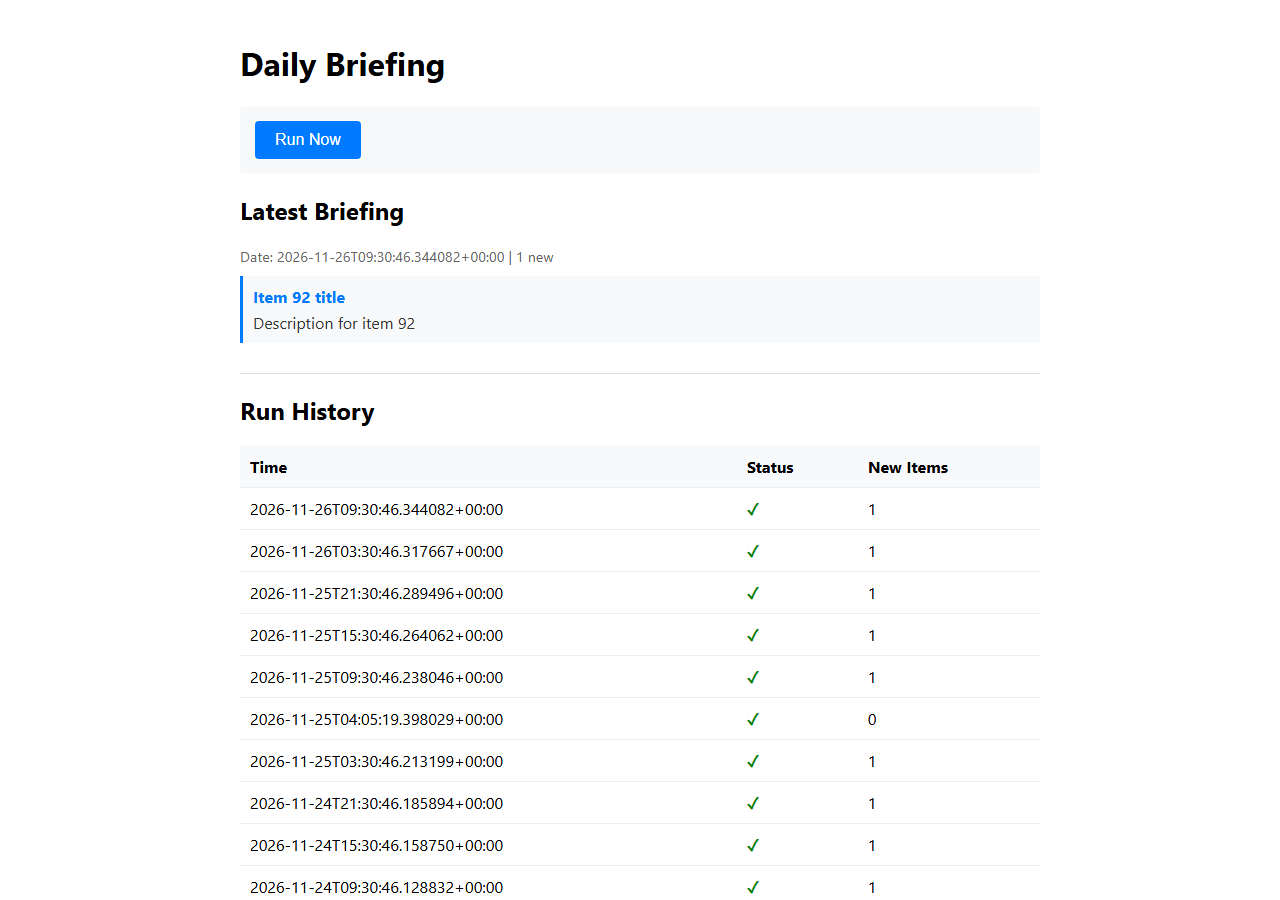 Daily Briefing
Run Now
Latest Briefing
Date: 2026-11-26T09:30:46.344082+00:00 | 1 new
Item 92 title
Description for item 92
Run History
Time Status New Items
2026-11-26T09:30:46.344082+00:00 ✓ 1
2026-11-26T03:30:46.317667+00:00 ✓ 1
2026-11-25T21:30:46.289496+00:00 ✓ 1
2026-11-25T15:30:46.264062+00:00 ✓ 1
2026-11-25T09:30:46.238046+00:00 ✓ 1
2026-11-25T04:05:19.398029+00:00 ✓ 0
2026-11-25T03:30:46.213199+00:00 ✓ 1
2026-11-24T21:30:46.185894+00:00 ✓ 1
2026-11-24T15:30:46.158750+00:00 ✓ 1
2026-11-24T09:30:46.128832+00:00 ✓ 1